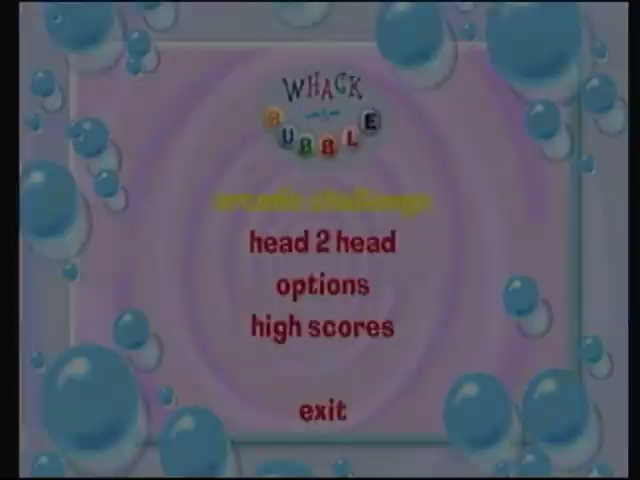 WHACK
-a-
BUBBLE
arcade challenge
head 2 head
options
high scores
exit